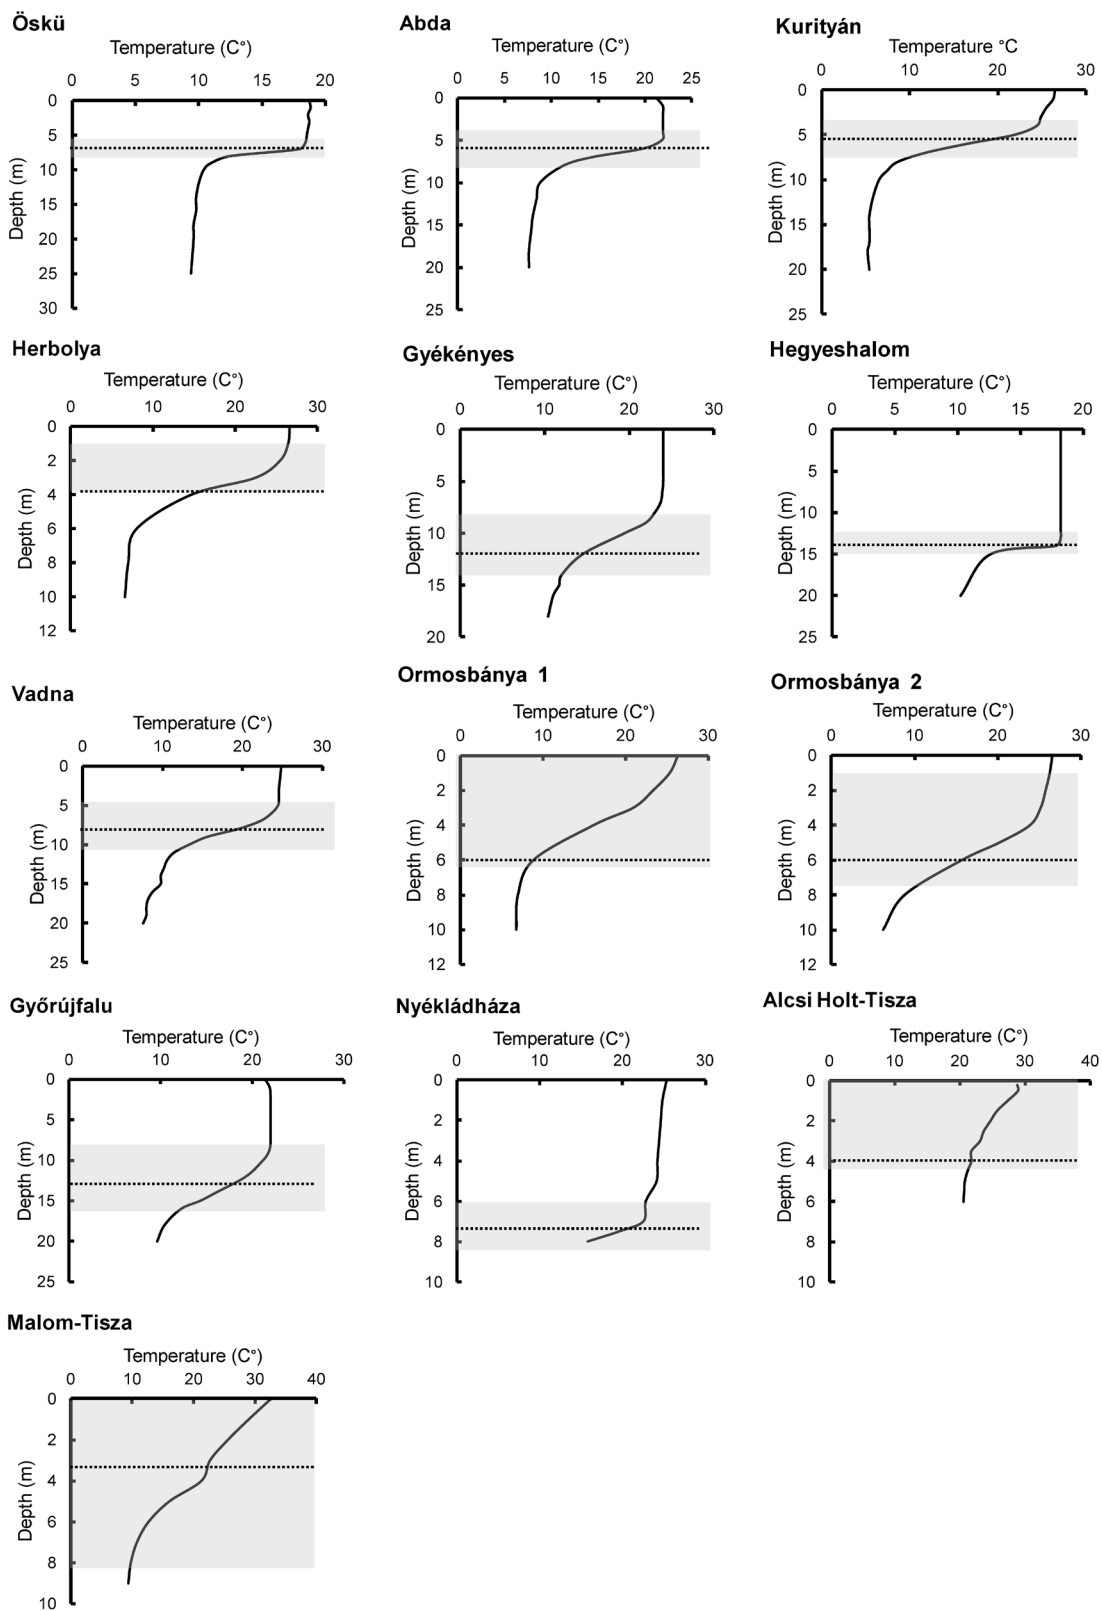 Öskü
Temperature (C°)
0 5 10 15 20
Depth (m)
0
5
10
15
20
25
30
Abda
Temperature (C°)
0 5 10 15 20 25
Depth (m)
0
5
10
15
20
25
Kurityán
Temperature °C
0 10 20 30
Depth (m)
0
5
10
15
20
25
Herbolya
Temperature (C°)
0 10 20 30
Depth (m)
0
2
4
6
8
10
12
Gyékényes
Temperature (C°)
0 10 20 30
Depth (m)
0
5
10
15
20
Hegyeshalom
Temperature (C°)
0 5 10 15 20
Depth (m)
0
5
10
15
20
25
Vadna
Temperature (C°)
0 10 20 30
Depth (m)
0
5
10
15
20
25
Ormosbánya 1
Temperature (C°)
0 10 20 30
Depth (m)
0
2
4
6
8
10
12
Ormosbánya 2
Temperature (C°)
0 10 20 30
Depth (m)
0
2
4
6
8
10
12
Győrújfalu
Temperature (C°)
0 10 20 30
Depth (m)
0
5
10
15
20
25
Nyékládháza
Temperature (C°)
0 10 20 30
Depth (m)
0
2
4
6
8
10
Alcsi Holt-Tisza
Temperature (C°)
0 10 20 30 40
Depth (m)
0
2
4
6
8
10
Malom-Tisza
Temperature (C°)
0 10 20 30 40
Depth (m)
0
2
4
6
8
10